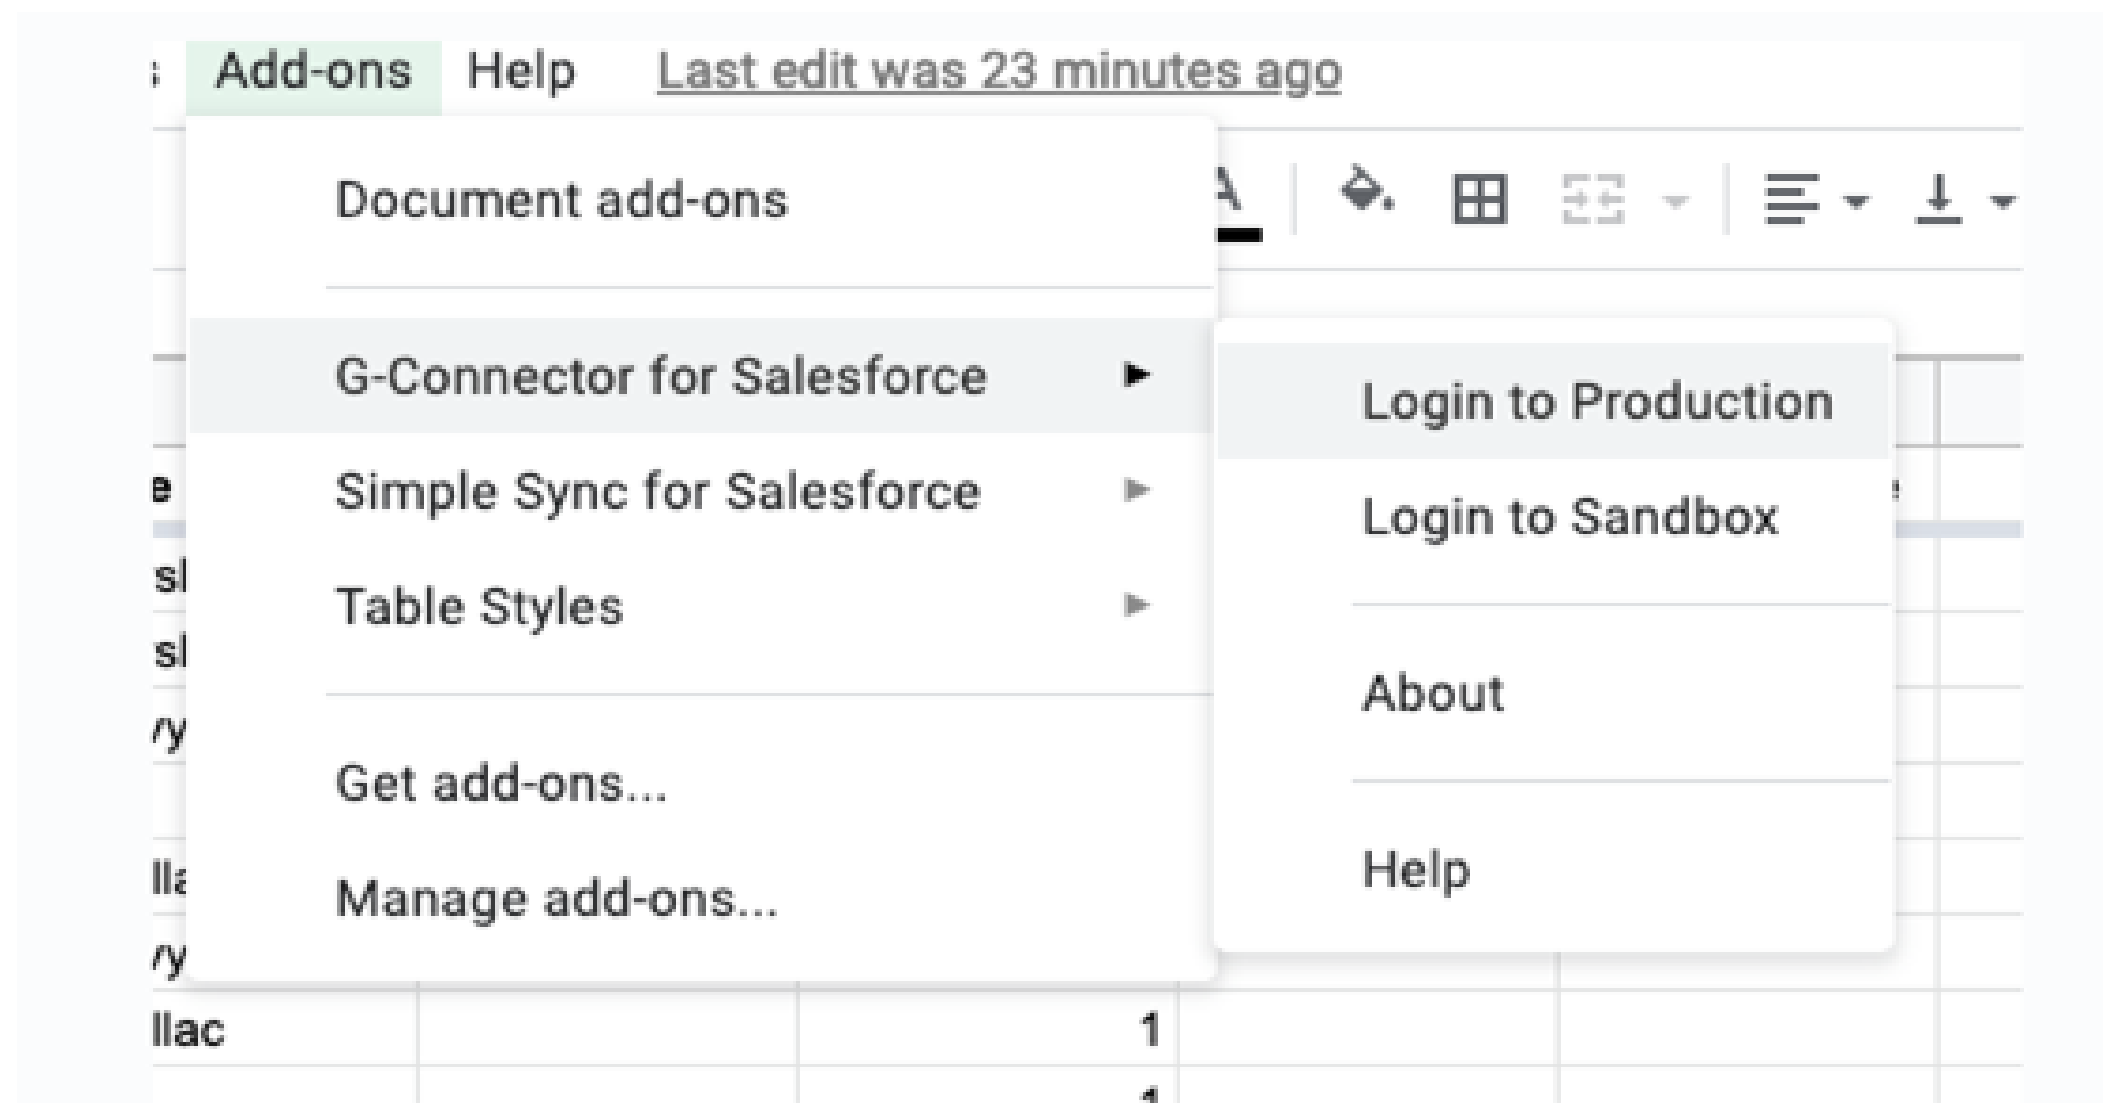 Add-ons Help Last edit was 23 minutes ago
Document add-ons
G-Connector for Salesforce
Simple Sync for Salesforce
Table Styles
Get add-ons...
Manage add-ons...
Login to Production
Login to Sandbox
About
Help
llac 1